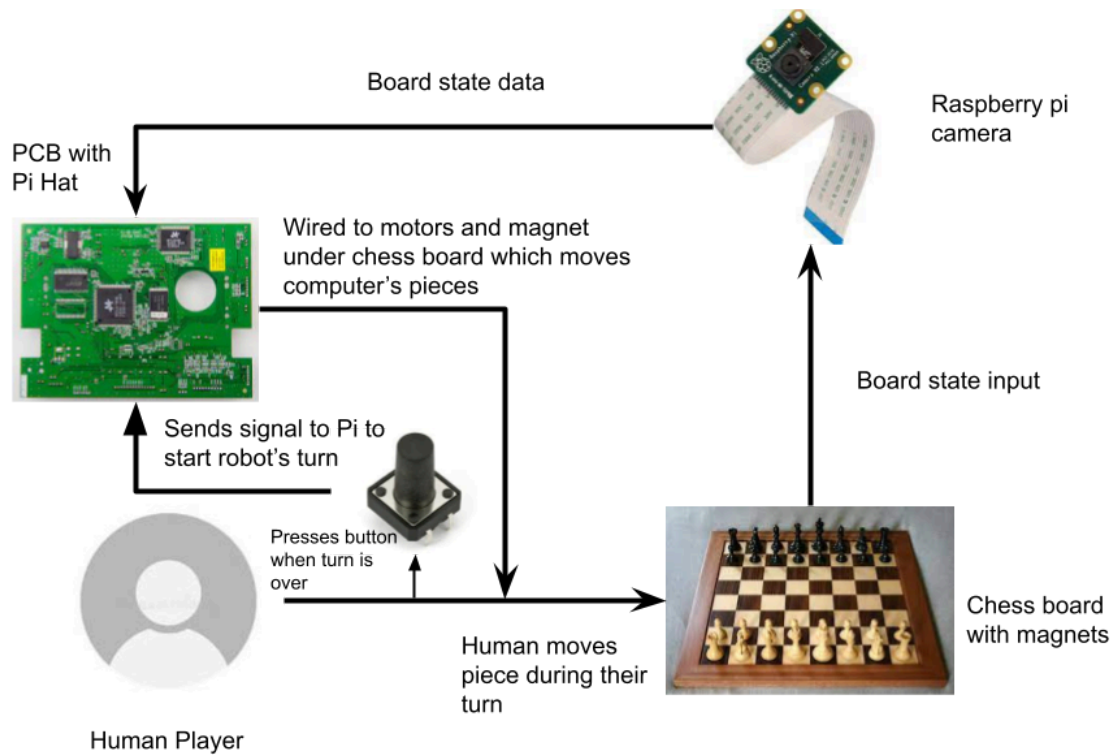 Board state data
Raspberry pi
camera
PCB with
Pi Hat
Wired to motors and magnet
under chess board which moves
computer's pieces
Board state input
Sends signal to Pi to
start robot's turn
Presses button
when turn is
over
Human moves
piece during their
turn
Chess board
with magnets
Human Player